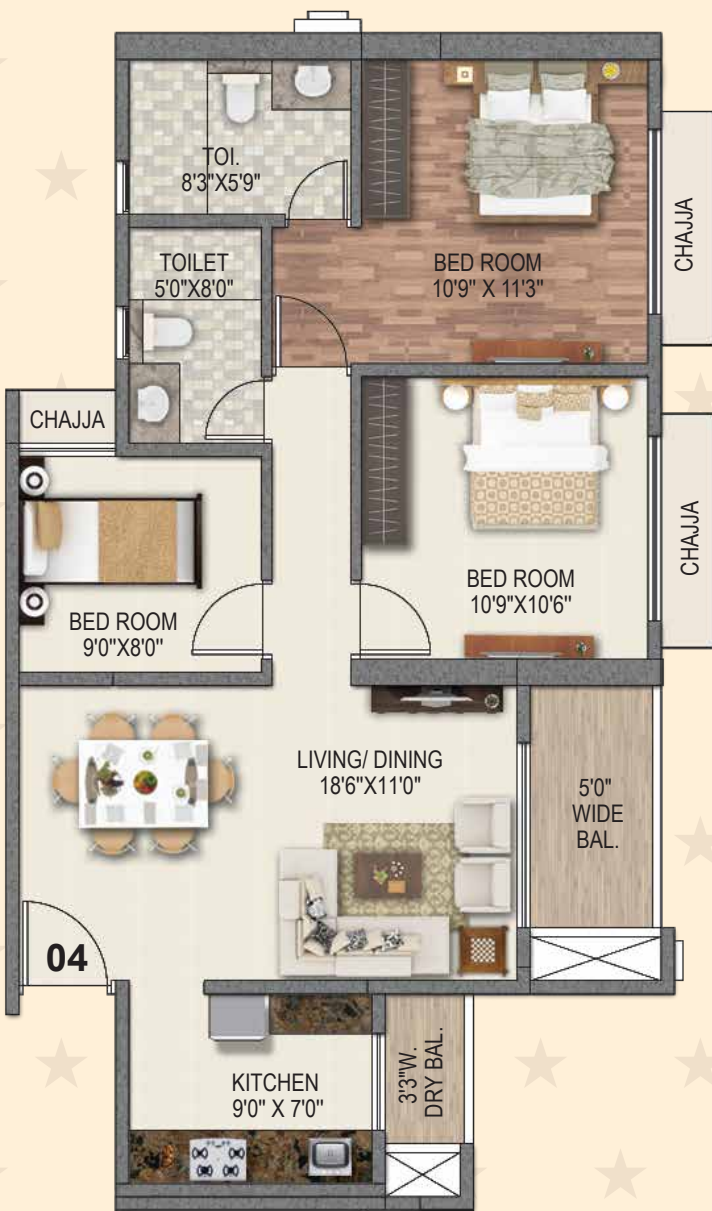 TOI.
8'3"X5'9"
BED ROOM
10'9" X 11'3"
CHAJJA
TOILET
5'0"X8'0"
CHAJJA
BED ROOM
10'9"X10'6"
CHAJJA
BED ROOM
9'0"X8'0"
LIVING/ DINING
18'6"X11'0"
5'0"
WIDE
BAL.
04
KITCHEN
9'0" X 7'0"
3'3"W.
DRY BAL.